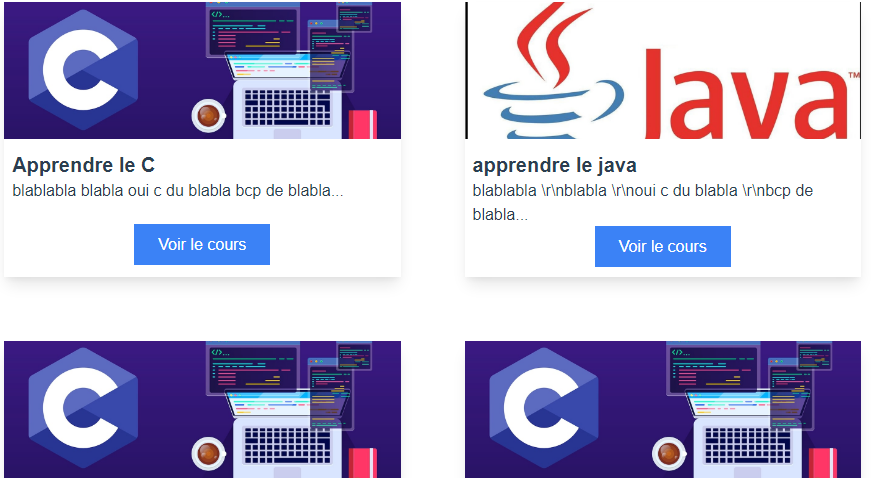 </>...
C
Java™
Apprendre le C
blablabla blabla oui c du blabla bcp de blabla...
Voir le cours
apprendre le java
blablabla \r\nblabla \r\noui c du blabla \r\nbcp de
blabla...
Voir le cours
</>...
C
</>...
C